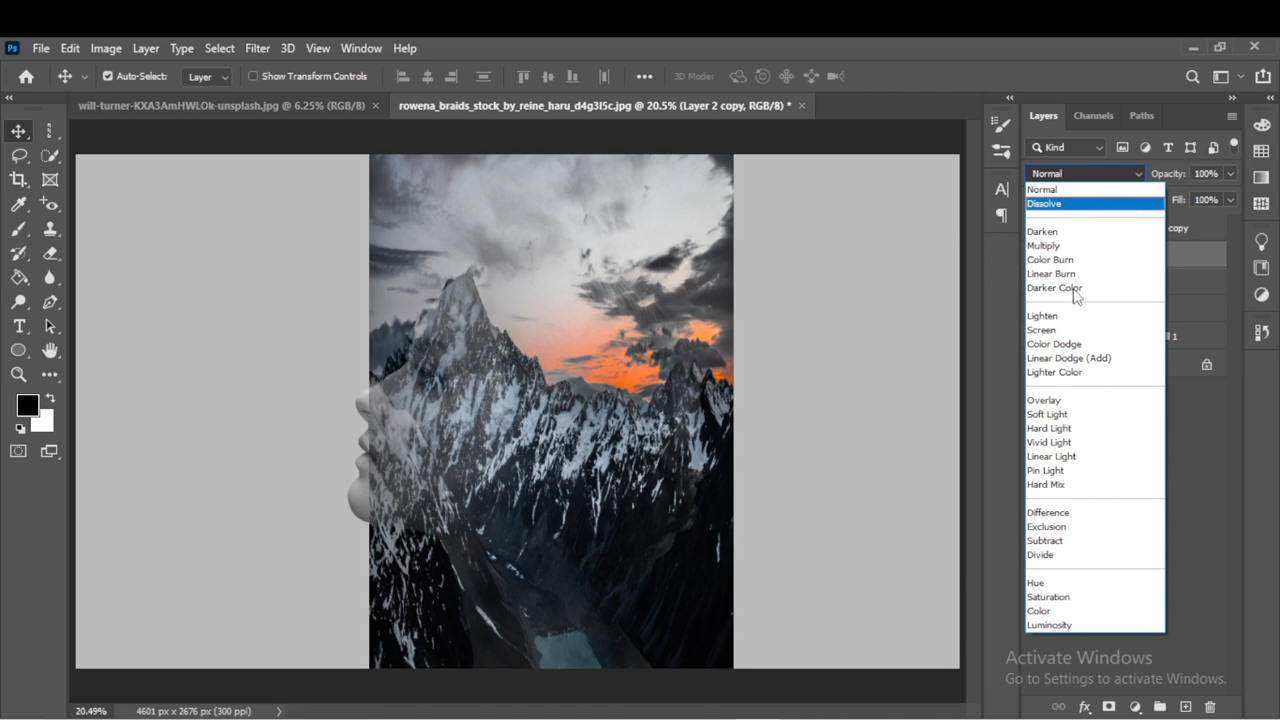 Ps File Edit Image Layer Type Select Filter 3D View Window Help
Auto-Select: Layer Show Transform Controls 3D Mode:
will-turner-KXA3AmHWLOk-unsplash.jpg @ 6.25% (RGB/8) rowena_braids_stock_by_reine_haru_d4g3l5c.jpg @ 20.5% (Layer 2 copy, RGB/8) *
Layers Channels Paths
Kind
Normal Opacity: 100%
Normal
Dissolve Fill: 100%
copy
Darken
Multiply
Color Burn
Linear Burn
Darker Color
Lighten
Screen
1
Color Dodge
Linear Dodge (Add)
Lighter Color
Overlay
Soft Light
Hard Light
Vivid Light
Linear Light
Pin Light
Hard Mix
Difference
Exclusion
Subtract
Divide
Hue
Saturation
Color
Luminosity
Activate Windows
Go to Settings to activate Windows.
20.49% 4601 px x 2676 px (300 ppi)